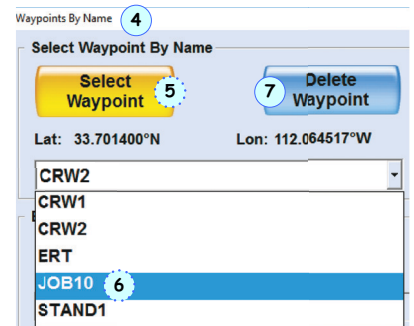 Waypoints By Name 4
Select Waypoint By Name
Select
Waypoint 5
7 Delete
Waypoint
Lat: 33.701400°N Lon: 112.064517°W
CRW2
CRW1
CRW2
ERT
JOB10 6
STAND1